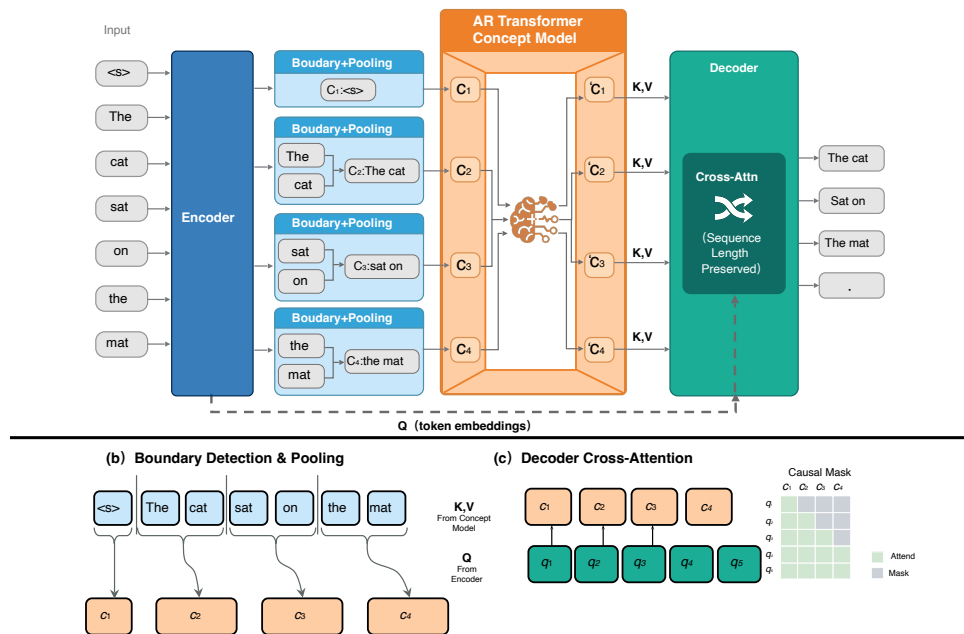 Input
<s>
The
cat
sat
on
the
mat
Encoder
Boudary+Pooling
C₁:<s>
Boudary+Pooling
The
cat
C₂:The cat
Boudary+Pooling
sat
on
C₃:sat on
Boudary+Pooling
the
mat
C₄:the mat
AR Transformer
Concept Model
C₁
C₂
C₃
C₄
‘C₁
‘C₂
‘C₃
‘C₄
K,V
K,V
K,V
K,V
Decoder
Cross-Attn
(Sequence
Length
Preserved)
The cat
Sat on
The mat
.
Q (token embeddings)
(b) Boundary Detection & Pooling
<s> The cat sat on the mat
c₁ c₂ c₃ c₄
(c) Decoder Cross-Attention
K,V
From Concept
Model
c₁ c₂ c₃ c₄
Q
From
Encoder
q₁ q₂ q₃ q₄ q₅
Causal Mask
c₁ c₂ c₃ c₄
Attend
Mask